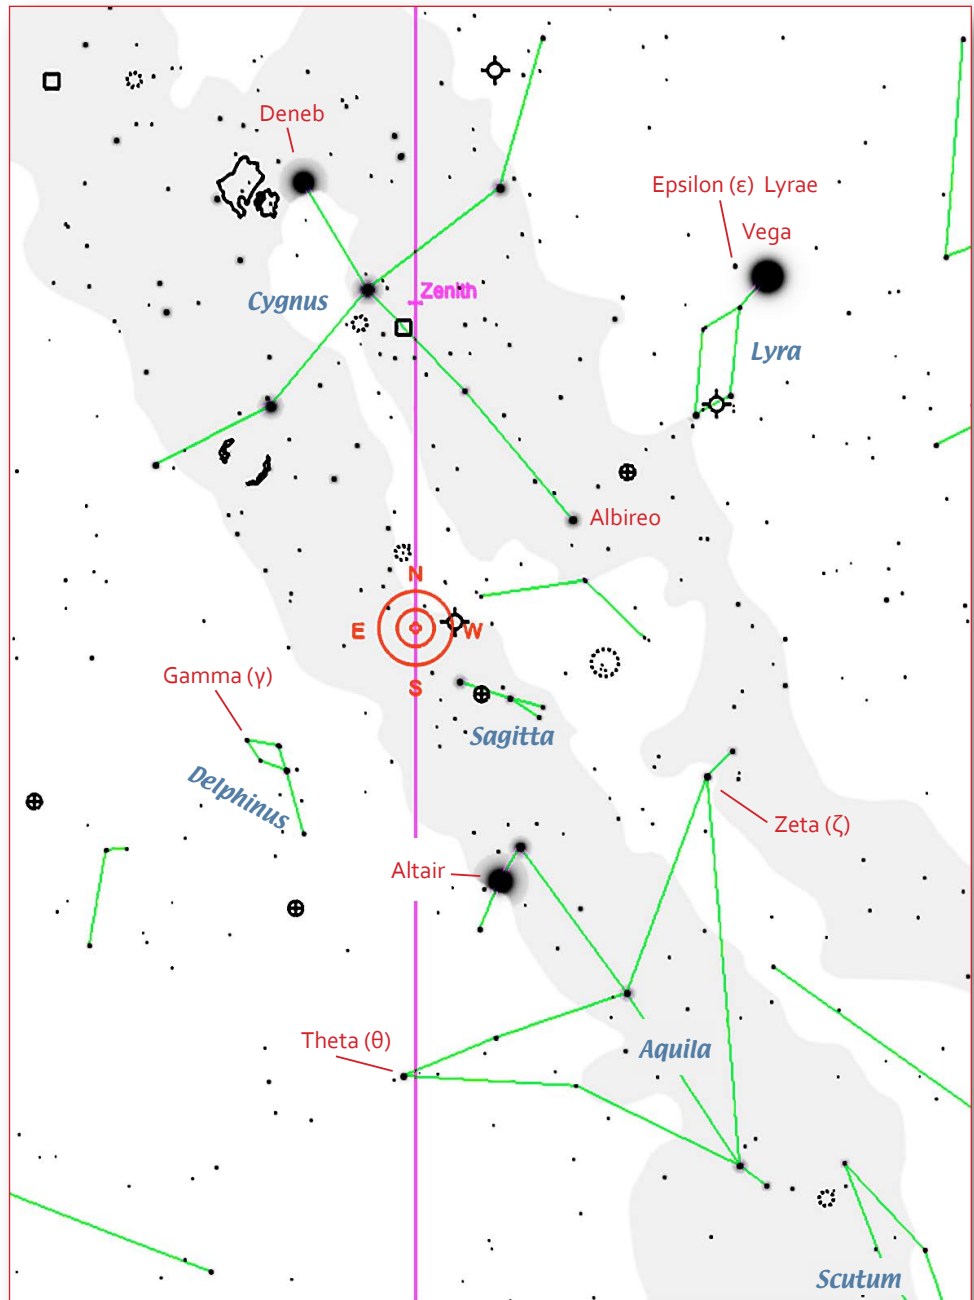 Deneb
Epsilon (ε) Lyrae
Vega
Zenith
Cygnus
Lyra
Albireo
N
E
W
S
Gamma (γ)
Sagitta
Delphinus
Zeta (ζ)
Altair
Theta (θ)
Aquila
Scutum